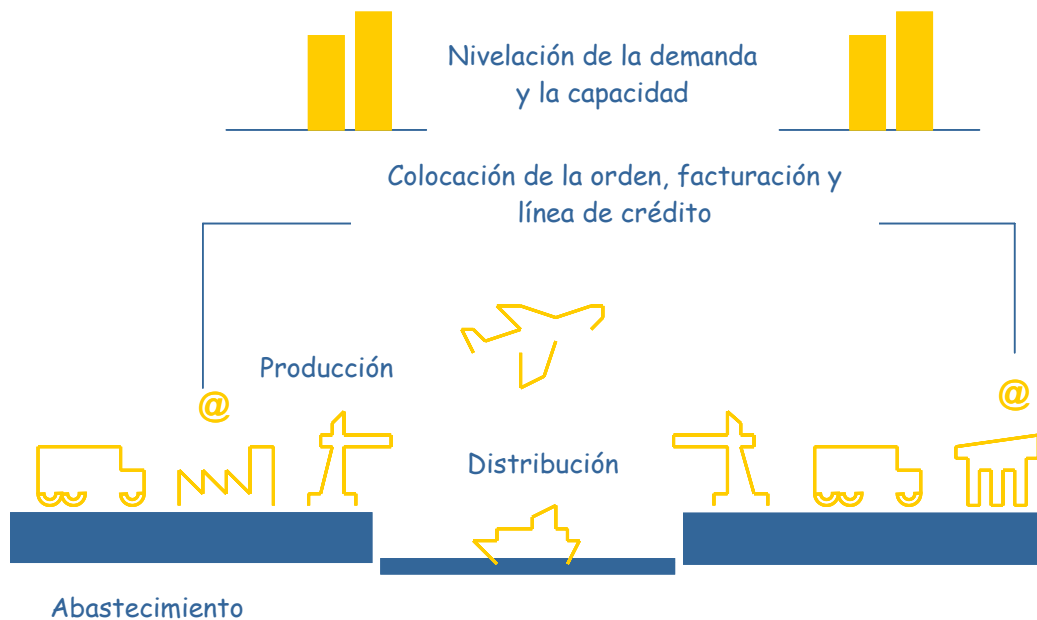 Nivelación de la demanda
y la capacidad
Colocación de la orden, facturación y
línea de crédito
Producción
@
@
Distribución
Abastecimiento